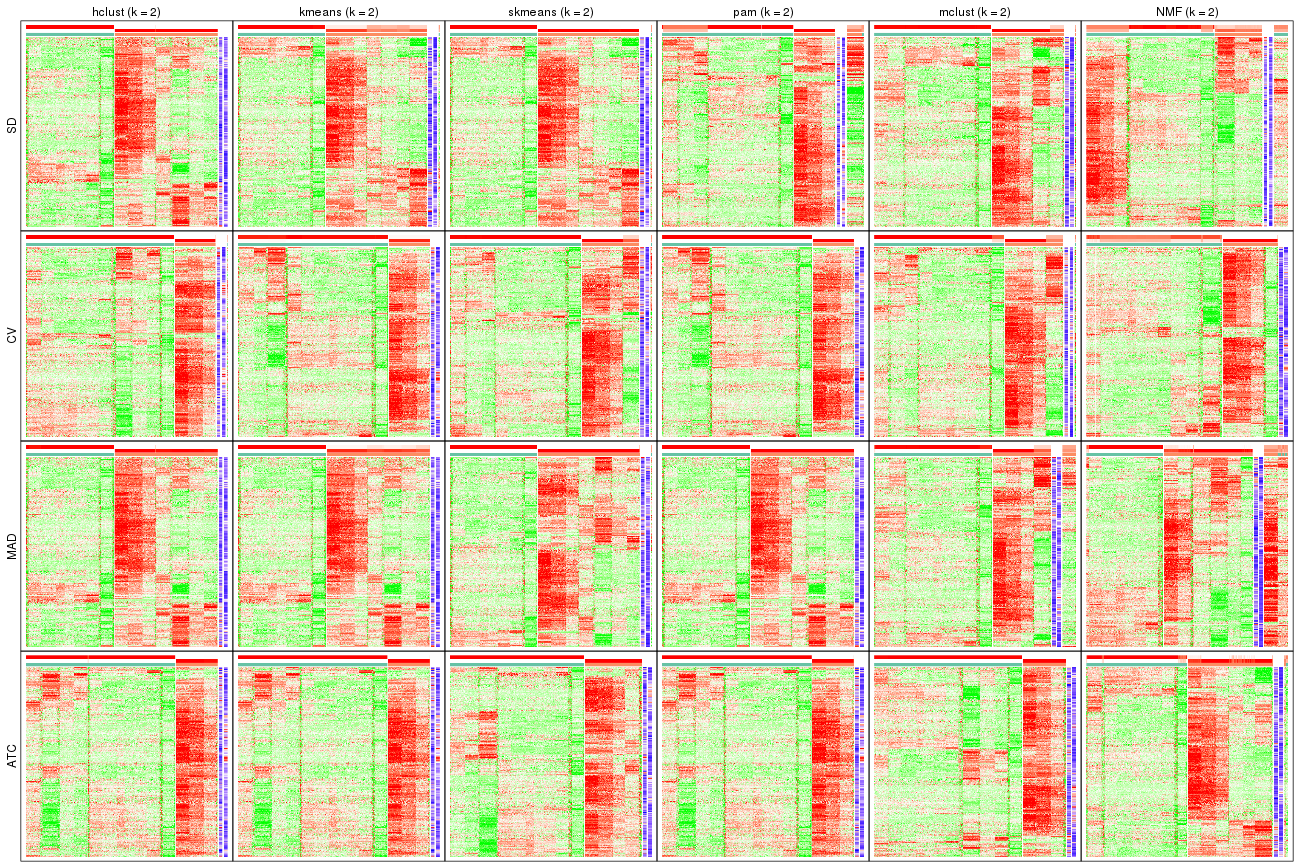 hclust (k = 2) kmeans (k = 2) skmeans (k = 2) pam (k = 2) mclust (k = 2) NMF (k = 2)
SD
CV
MAD
ATC